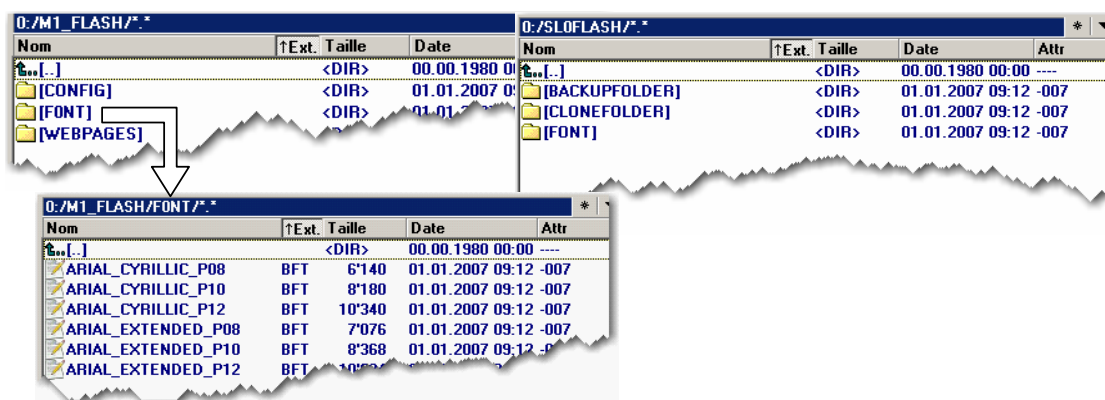 0:/M1_FLASH/*.*
Nom ↑Ext. Taille Date
[..] <DIR> 00.00.1980
[CONFIG] <DIR> 01.01.2007
[FONT] <DIR>
[WEBPAGES]
0:/SL0FLASH/*.* *
Nom ↑Ext. Taille Date Attr
[..] <DIR> 00.00.1980 00:00 ----
[BACKUPFOLDER] <DIR> 01.01.2007 09:12 -007
[CLONEFOLDER] <DIR> 01.01.2007 09:12 -007
[FONT] <DIR> 01.01.2007 09:12 -007
0:/M1_FLASH/FONT/*.* *
Nom ↑Ext. Taille Date Attr
[..] <DIR> 00.00.1980 00:00 ----
ARIAL_CYRILLIC_P08 BFT 6'140 01.01.2007 09:12 -007
ARIAL_CYRILLIC_P10 BFT 8'180 01.01.2007 09:12 -007
ARIAL_CYRILLIC_P12 BFT 10'340 01.01.2007 09:12 -007
ARIAL_EXTENDED_P08 BFT 7'076 01.01.2007 09:12 -007
ARIAL_EXTENDED_P10 BFT 8'368 01.01.2007 09:12
ARIAL_EXTENDED_P12 BFT